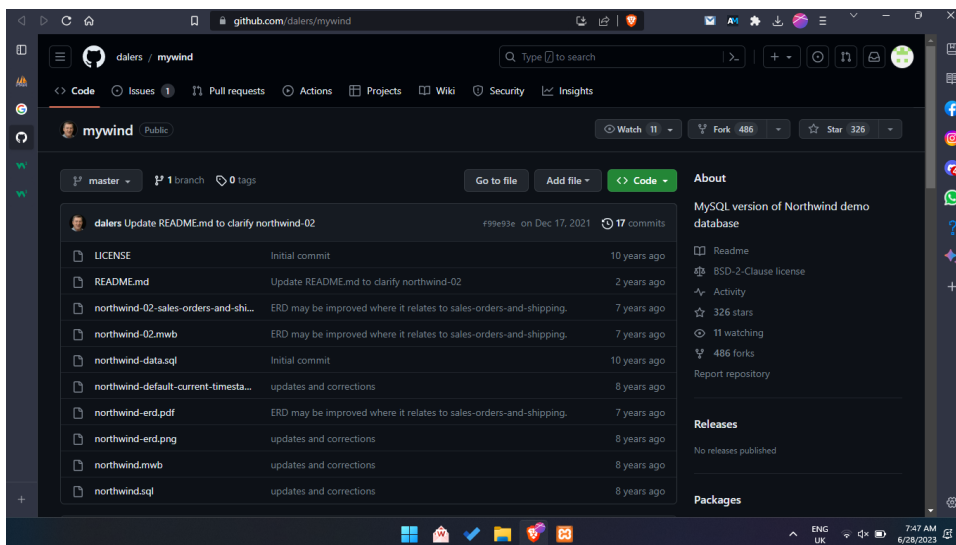 github.com/dalers/mywind
dalers / mywind
Type / to search
Code Issues 1 Pull requests Actions Projects Wiki Security Insights
mywind Public
Watch 11 Fork 486 Star 326
master 1 branch 0 tags Go to file Add file Code
dalers Update README.md to clarify northwind-02 f99e93e on Dec 17, 2021 17 commits
LICENSE Initial commit 10 years ago
README.md Update README.md to clarify northwind-02 2 years ago
northwind-02-sales-orders-and-shi... ERD may be improved where it relates to sales-orders-and-shipping. 7 years ago
northwind-02.mwb ERD may be improved where it relates to sales-orders-and-shipping. 7 years ago
northwind-data.sql Initial commit 10 years ago
northwind-default-current-timesta... updates and corrections 8 years ago
northwind-erd.pdf ERD may be improved where it relates to sales-orders-and-shipping. 7 years ago
northwind-erd.png updates and corrections 8 years ago
northwind.mwb updates and corrections 8 years ago
northwind.sql updates and corrections 8 years ago
About
MySQL version of Northwind demo
database
Readme
BSD-2-Clause license
Activity
326 stars
11 watching
486 forks
Report repository
Releases
No releases published
Packages
ENG
UK
7:47 AM
6/28/2023